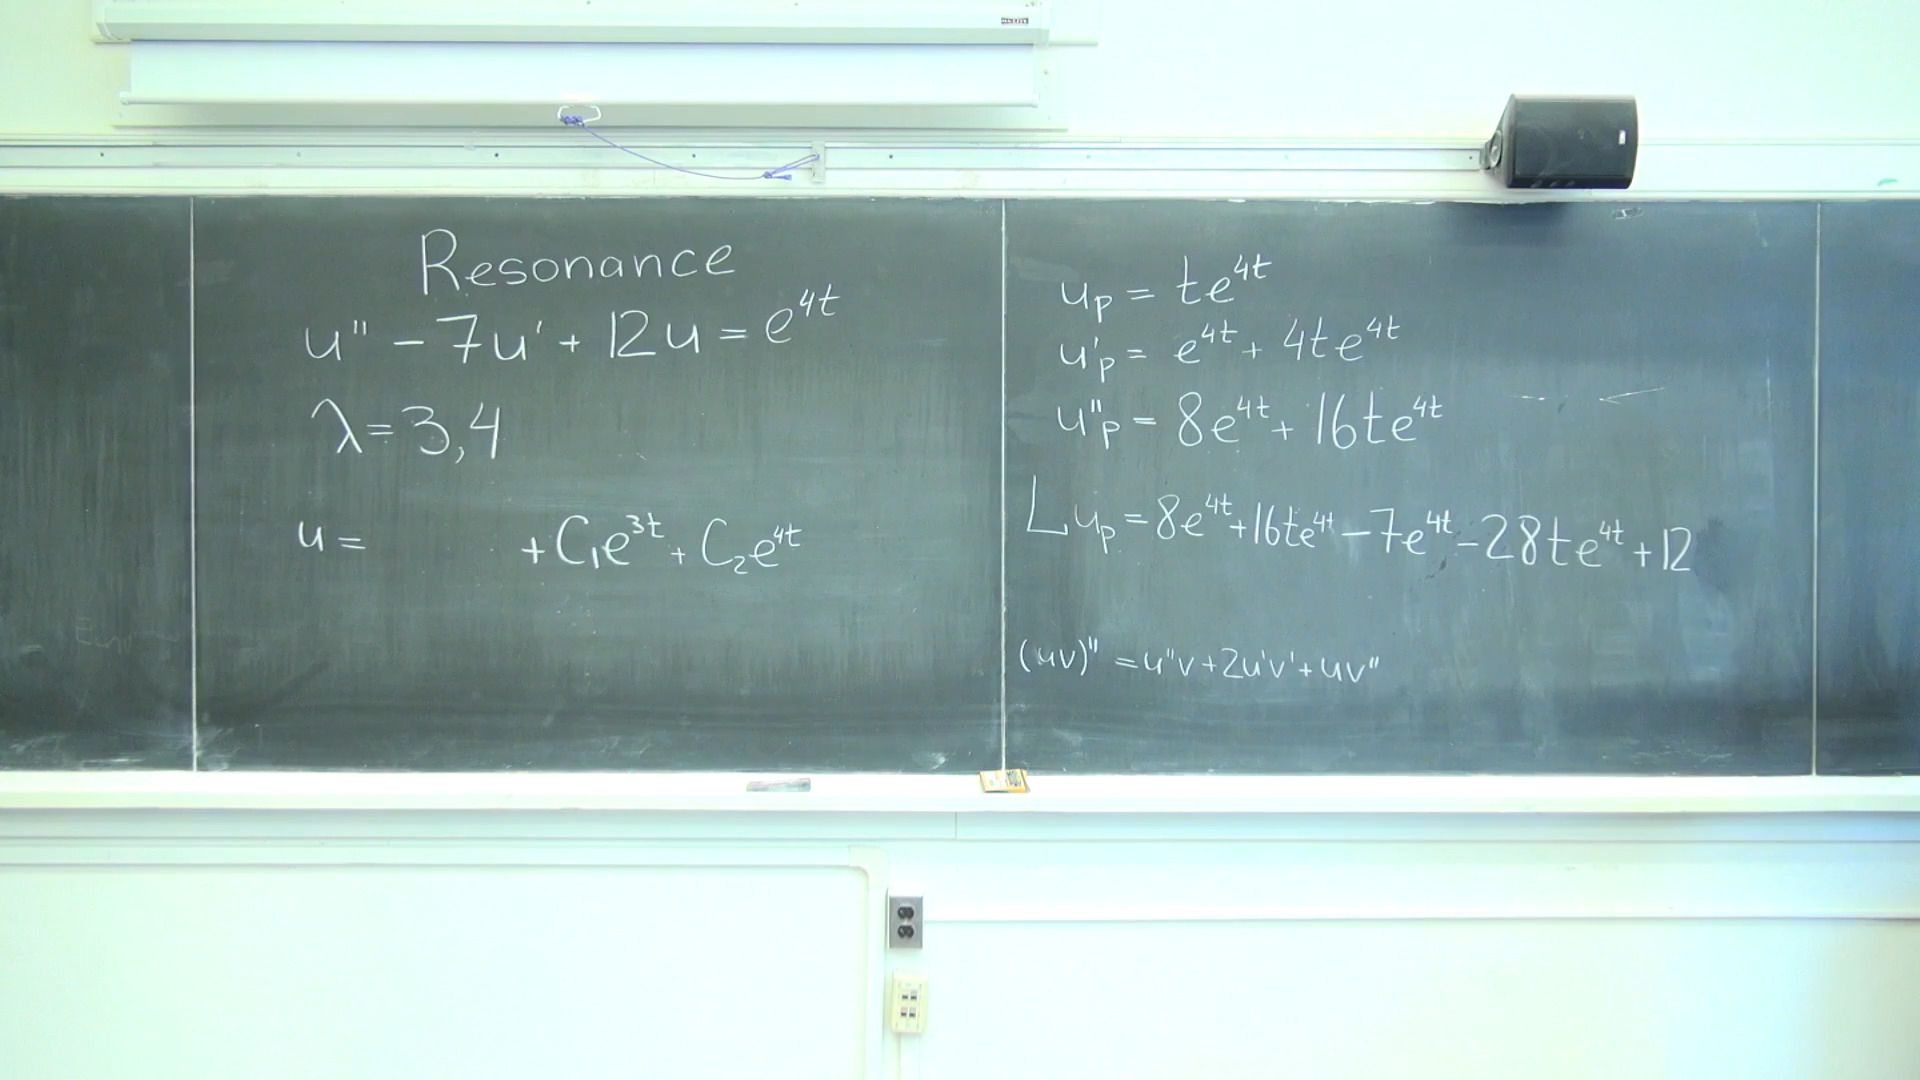 Resonance
u'' - 7u' + 12u = e^{4t}
λ = 3,4
u =        + C₁e^{3t} + C₂e^{4t}
u_p = te^{4t}
u'_p = e^{4t} + 4te^{4t}
u''_p = 8e^{4t} + 16te^{4t}
Lu_p = 8e^{4t} + 16te^{4t} - 7e^{4t} - 28te^{4t} + 12
(uv)'' = u''v + 2u'v' + uv''